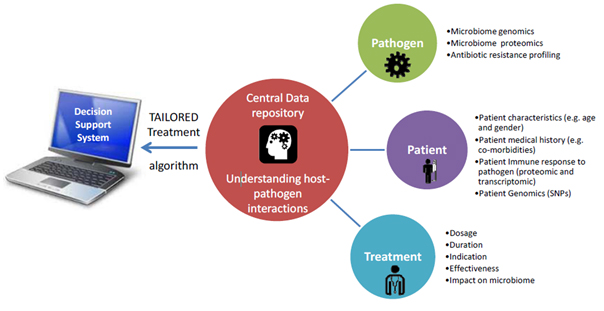 Decision
Support
System
TAILORED
Treatment
algorithm
Central Data
repository
Understanding host-
pathogen
interactions
Pathogen
•Microbiome genomics
•Microbiome proteomics
•Antibiotic resistance profiling
Patient
•Patient characteristics (e.g. age
and gender)
•Patient medical history (e.g.
co-morbidities)
•Patient Immune response to
pathogen (proteomic and
transcriptomic)
•Patient Genomics (SNPs)
Treatment
•Dosage
•Duration
•Indication
•Effectiveness
•Impact on microbiome